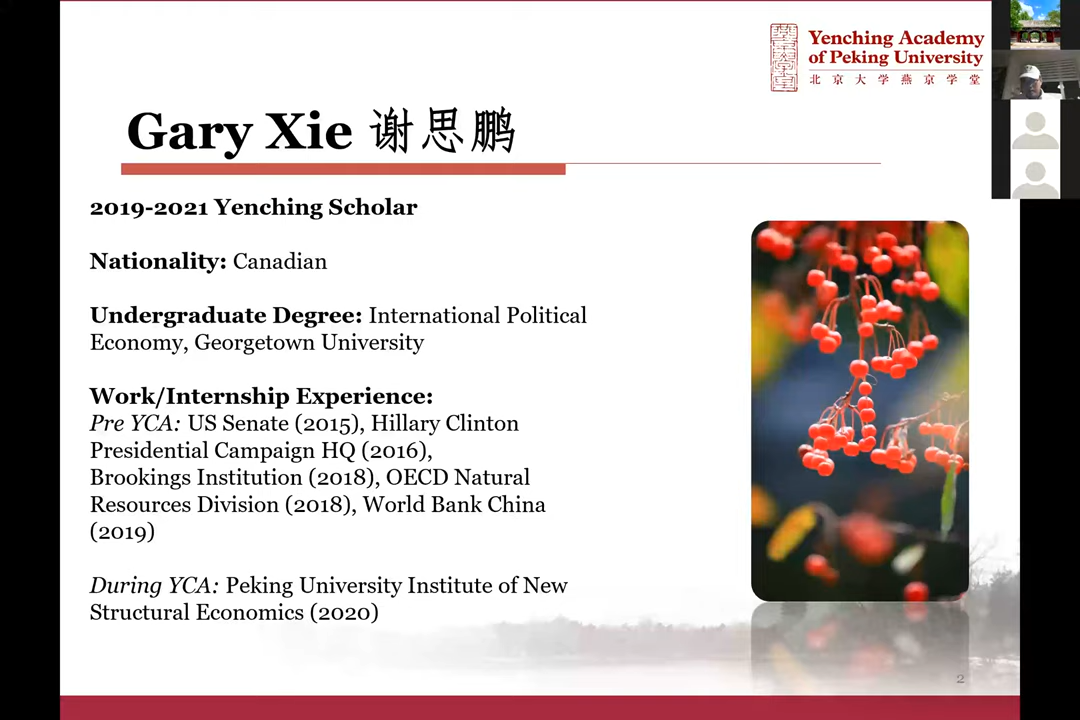 Yenching Academy
of Peking University
北京大学燕京学堂
Gary Xie 谢思鹏
2019-2021 Yenching Scholar
Nationality: Canadian
Undergraduate Degree: International Political
Economy, Georgetown University
Work/Internship Experience:
Pre YCA: US Senate (2015), Hillary Clinton
Presidential Campaign HQ (2016),
Brookings Institution (2018), OECD Natural
Resources Division (2018), World Bank China
(2019)
During YCA: Peking University Institute of New
Structural Economics (2020)
2